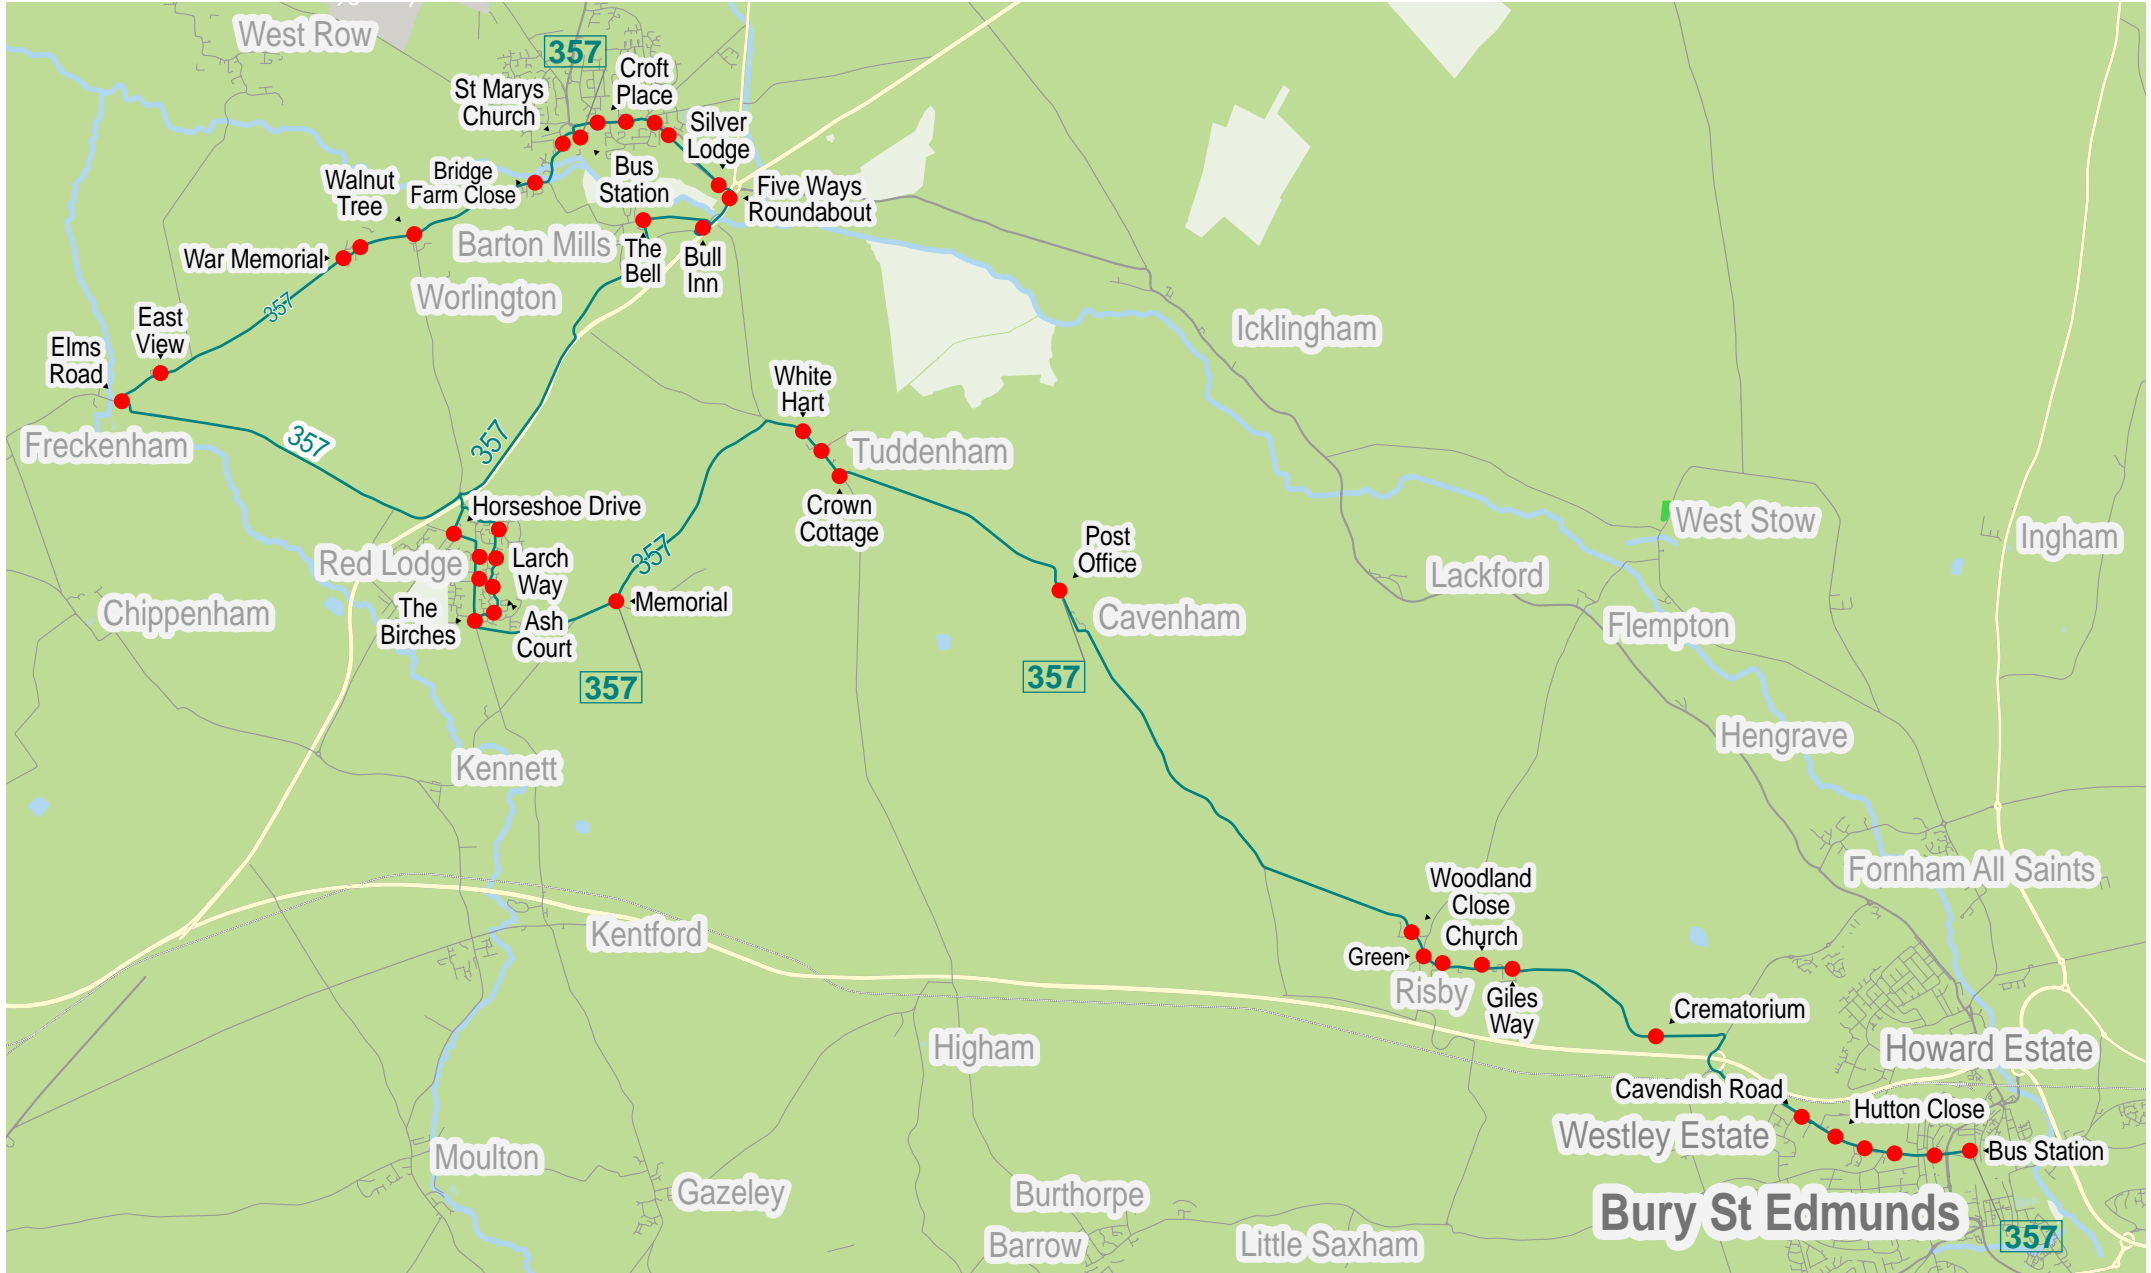 West Row
357
Croft
Place
St Marys
Church
Silver
Lodge
Bus
Station
Bridge
Farm Close
Walnut
Tree
Five Ways
Roundabout
War Memorial
Barton Mills
The
Bell
Bull
Inn
Worlington
357
East
View
Elms
Road
Icklingham
White
Hart
Freckenham
357
357
Tuddenham
Horseshoe Drive
Crown
Cottage
West Stow
Ingham
Red Lodge
Larch
Way
357
Post
Office
Lackford
Chippenham
The
Birches
Ash
Court
Memorial
Cavenham
Flempton
357
357
Hengrave
Kennett
Fornham All Saints
Woodland
Close
Kentford
Church
Green
Risby
Giles
Way
Crematorium
Higham
Howard Estate
Cavendish Road
Hutton Close
Westley Estate
Bus Station
Moulton
Gazeley
Burthorpe
Bury St Edmunds
Barrow
Little Saxham
357